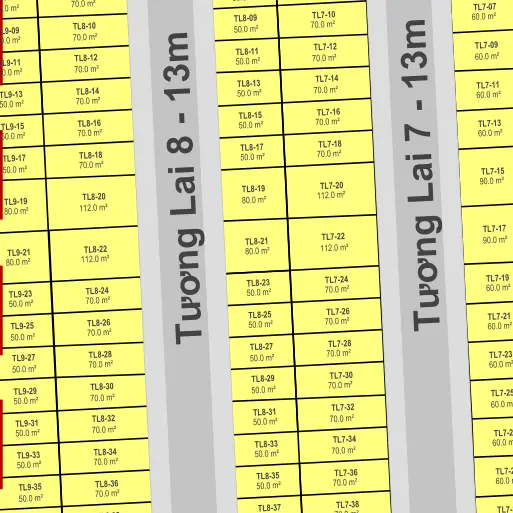 70.0 m²
TL8-10
70.0 m²
TL8-12
70.0 m²
TL8-14
70.0 m²
TL8-16
70.0 m²
TL8-18
70.0 m²
TL8-20
112.0 m²
TL8-22
112.0 m²
TL8-24
70.0 m²
TL8-26
70.0 m²
TL8-28
70.0 m²
TL8-30
70.0 m²
TL8-32
70.0 m²
TL8-34
70.0 m²
TL8-36
70.0 m²
TL9-13
50.0 m²
TL9-15
50.0 m²
TL9-17
50.0 m²
TL9-19
80.0 m²
TL9-21
80.0 m²
TL9-23
50.0 m²
TL9-25
50.0 m²
TL9-27
50.0 m²
TL9-29
50.0 m²
TL9-31
50.0 m²
TL9-33
50.0 m²
TL9-35
50.0 m²
Tương Lai 8 - 13m
50.0 m²
TL8-09
50.0 m²
TL8-11
50.0 m²
TL8-13
50.0 m²
TL8-15
50.0 m²
TL8-17
50.0 m²
TL8-19
80.0 m²
TL8-21
80.0 m²
TL8-23
50.0 m²
TL8-25
50.0 m²
TL8-27
50.0 m²
TL8-29
50.0 m²
TL8-31
50.0 m²
TL8-33
50.0 m²
TL8-35
50.0 m²
TL8-37
70.0 m²
TL7-10
70.0 m²
TL7-12
70.0 m²
TL7-14
70.0 m²
TL7-16
70.0 m²
TL7-18
70.0 m²
TL7-20
112.0 m²
TL7-22
112.0 m²
TL7-24
70.0 m²
TL7-26
70.0 m²
TL7-28
70.0 m²
TL7-30
70.0 m²
TL7-32
70.0 m²
TL7-34
70.0 m²
TL7-36
70.0 m²
TL7-38
Tương Lai 7 - 13m
TL7-07
60.0 m²
TL7-09
60.0 m²
TL7-11
60.0 m²
TL7-13
60.0 m²
TL7-15
90.0 m²
TL7-17
90.0 m²
TL7-19
60.0 m²
TL7-21
60.0 m²
TL7-23
60.0 m²
TL7-25
60.0 m